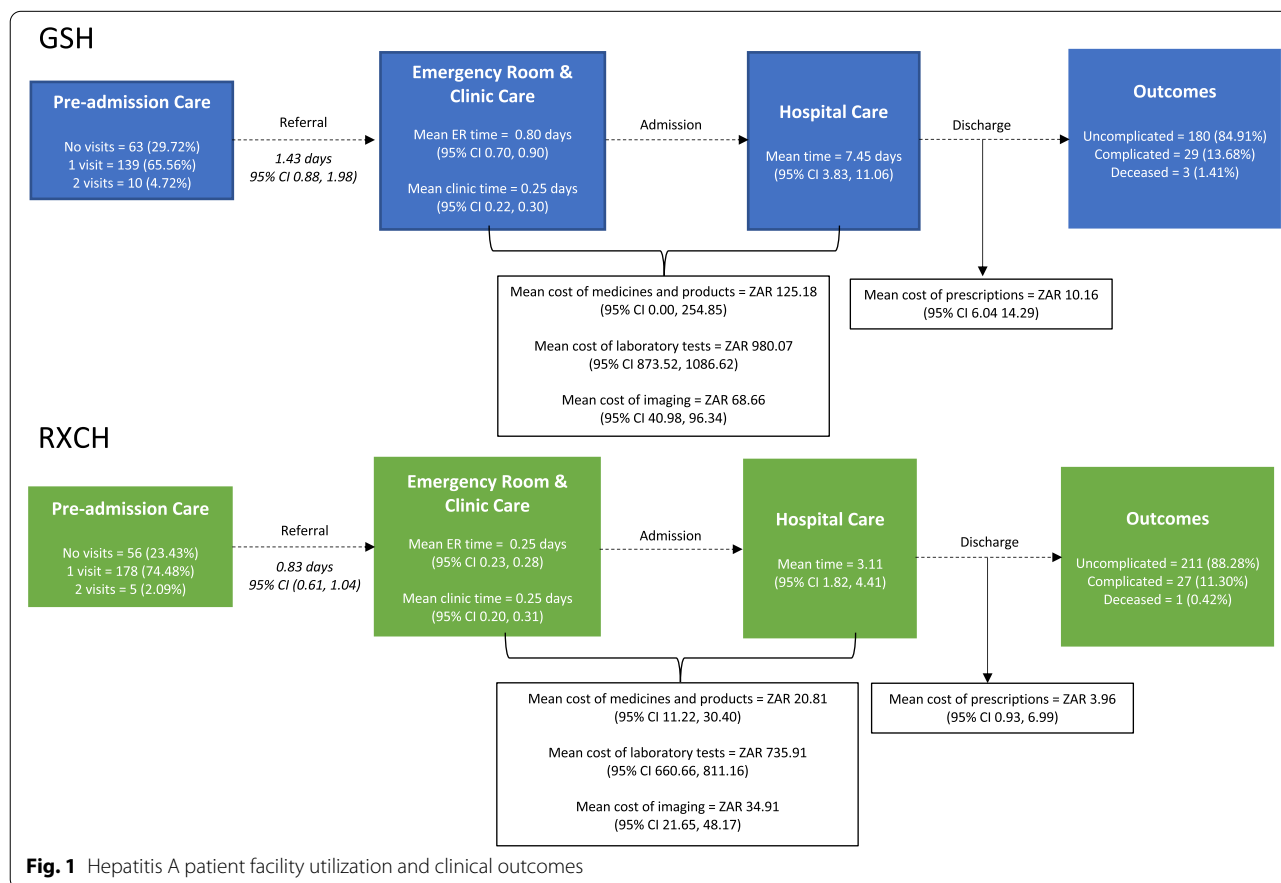 GSH
Pre-admission Care
No visits = 63 (29.72%)
1 visit = 139 (65.56%)
2 visits = 10 (4.72%)
Referral
1.43 days
95% CI 0.88, 1.98)
Emergency Room &
Clinic Care
Mean ER time = 0.80 days
(95% CI 0.70, 0.90)
Mean clinic time = 0.25 days
(95% CI 0.22, 0.30)
Admission
Hospital Care
Mean time = 7.45 days
(95% CI 3.83, 11.06)
Discharge
Outcomes
Uncomplicated = 180 (84.91%)
Complicated = 29 (13.68%)
Deceased = 3 (1.41%)
Mean cost of medicines and products = ZAR 125.18
(95% CI 0.00, 254.85)
Mean cost of laboratory tests = ZAR 980.07
(95% CI 873.52, 1086.62)
Mean cost of imaging = ZAR 68.66
(95% CI 40.98, 96.34)
Mean cost of prescriptions = ZAR 10.16
(95% CI 6.04 14.29)
RXCH
Pre-admission Care
No visits = 56 (23.43%)
1 visit = 178 (74.48%)
2 visits = 5 (2.09%)
Referral
0.83 days
95% CI (0.61, 1.04)
Emergency Room &
Clinic Care
Mean ER time = 0.25 days
(95% CI 0.23, 0.28)
Mean clinic time = 0.25 days
(95% CI 0.20, 0.31)
Admission
Hospital Care
Mean time = 3.11
(95% CI 1.82, 4.41)
Discharge
Outcomes
Uncomplicated = 211 (88.28%)
Complicated = 27 (11.30%)
Deceased = 1 (0.42%)
Mean cost of medicines and products = ZAR 20.81
(95% CI 11.22, 30.40)
Mean cost of laboratory tests = ZAR 735.91
(95% CI 660.66, 811.16)
Mean cost of imaging = ZAR 34.91
(95% CI 21.65, 48.17)
Mean cost of prescriptions = ZAR 3.96
(95% CI 0.93, 6.99)
Fig. 1 Hepatitis A patient facility utilization and clinical outcomes